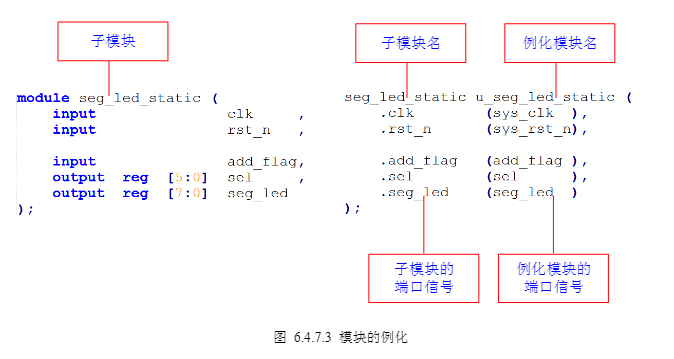 子模块
module seg_led_static (
input clk ,
input rst_n ,
input add_flag,
output reg [5:0] sel ,
output reg [7:0] seg_led
);
子模块名
例化模块名
seg_led_static u_seg_led_static (
.clk (sys_clk ),
.rst_n (sys_rst_n),
.add_flag (add_flag ),
.sel (sel ),
.seg_led (seg_led )
);
子模块的
端口信号
例化模块的
端口信号
图 6.4.7.3 模块的例化